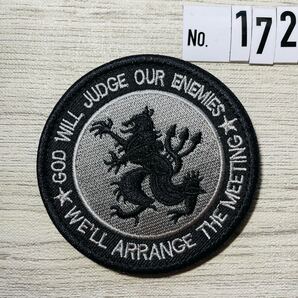 No. 172
GOD WILL JUDGE OUR ENEMIES
WE'LL ARRANGE THE MEETING